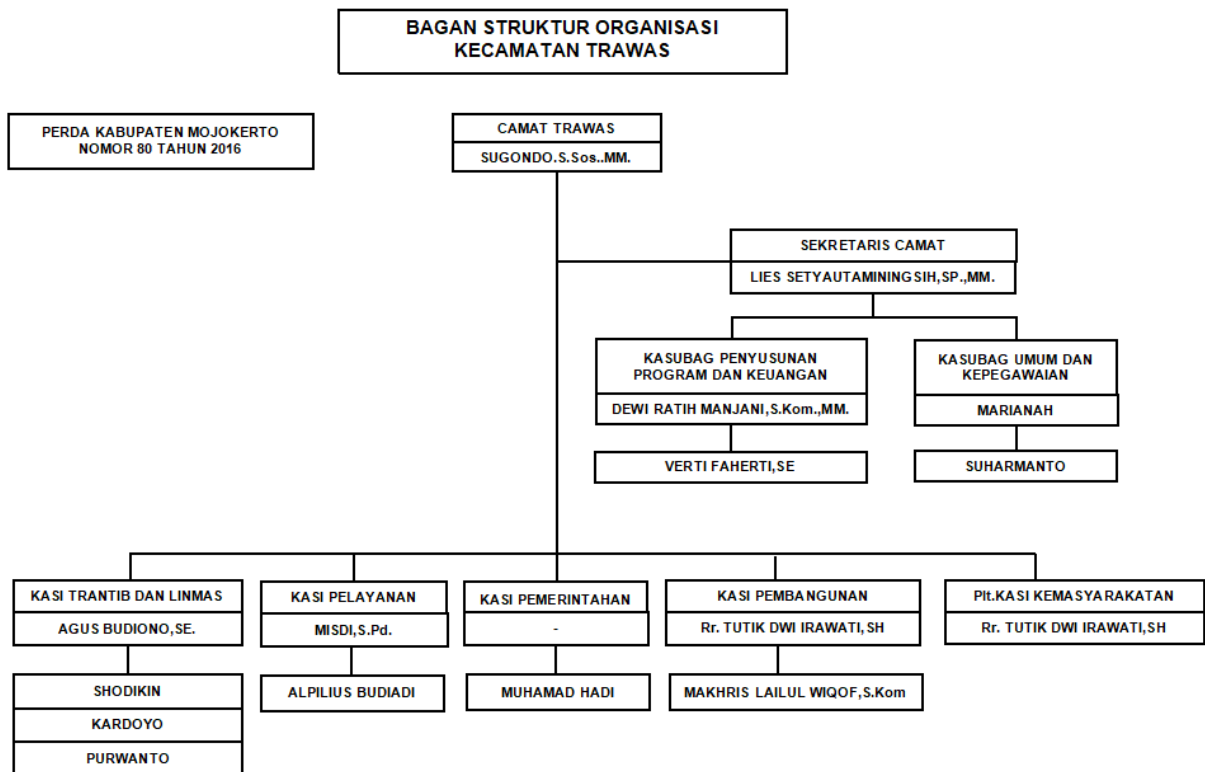 BAGAN STRUKTUR ORGANISASI
KECAMATAN TRAWAS
PERDA KABUPATEN MOJOKERTO
NOMOR 80 TAHUN 2016
CAMAT TRAWAS
SUGONDO.S.Sos..MM.
SEKRETARIS CAMAT
LIES SETYAUTAMININGSIH,SP.,MM.
KASUBAG PENYUSUNAN
PROGRAM DAN KEUANGAN
DEWI RATIH MANJANI,S.Kom.,MM.
VERTI FAHERTI,SE
KASUBAG UMUM DAN
KEPEGAWAIAN
MARIANAH
SUHARMANTO
KASI TRANTIB DAN LINMAS
AGUS BUDIONO,SE.
SHODIKIN
KARDOYO
PURWANTO
KASI PELAYANAN
MISDI,S.Pd.
ALPILIUS BUDIADI
KASI PEMERINTAHAN
-
MUHAMAD HADI
KASI PEMBANGUNAN
Rr. TUTIK DWI IRAWATI,SH
MAKHRIS LAILUL WIQOF,S.Kom
Plt.KASI KEMASYARAKATAN
Rr. TUTIK DWI IRAWATI,SH